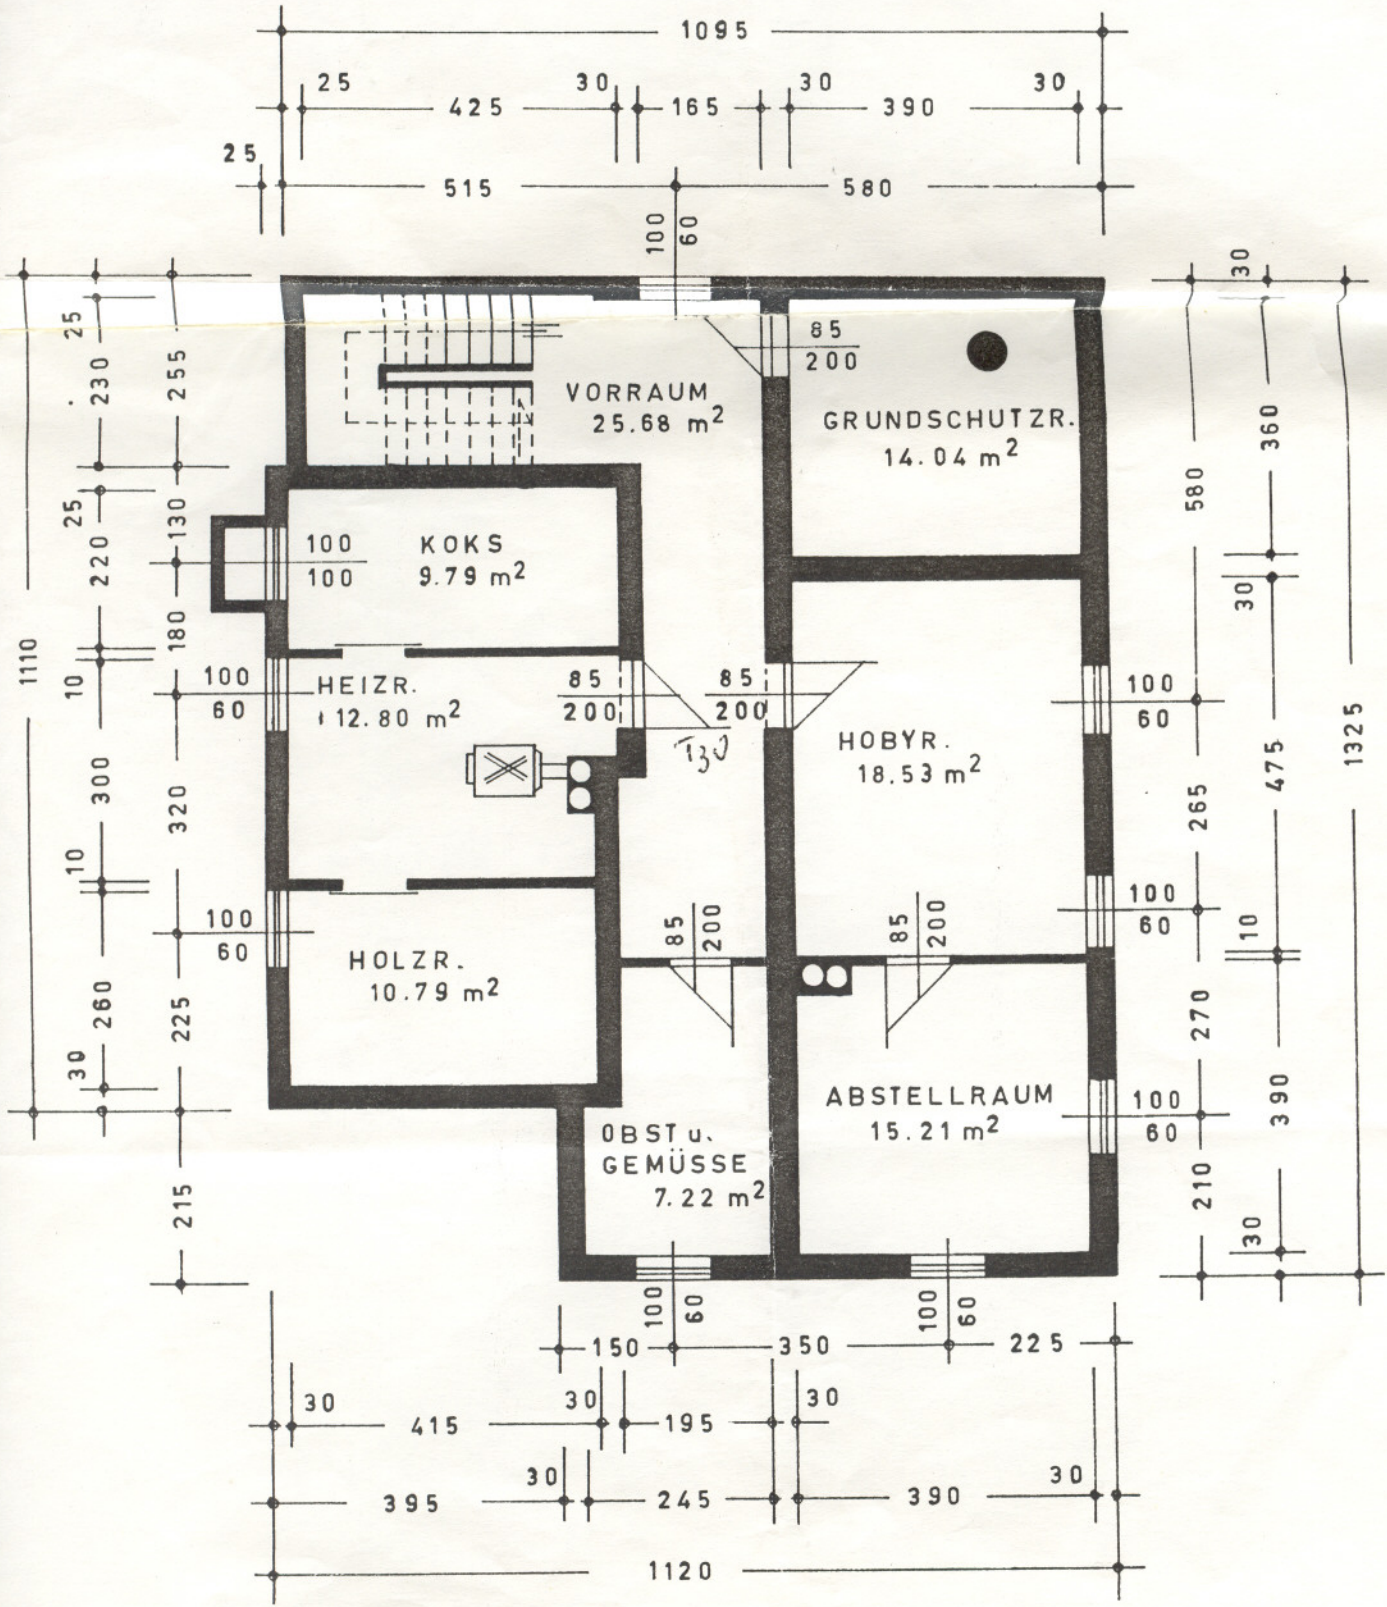 1095
25 30 30 30
425 165 390
25
515 580
100
60
30
25
230
255
85
200
VORRAUM
25.68 m²
GRUNDSCHUTZR.
14.04 m²
360
580
25
130
220
100
100
KOKS
9.79 m²
30
180
1110
10
100
60
HEIZR.
12.80 m²
85
200
85
200
T30
100
60
1325
HOBYR.
18.53 m²
475
265
300
320
10
100
60
85
200
85
200
100
60
10
HOLZR.
10.79 m²
260
225
270
30
ABSTELLRAUM
15.21 m²
100
60
390
OBST u.
GEMÜSSE
7.22 m²
215
210
30
100
60
100
60
150 350 225
30 30 30
415 195
30 30
395 245 390
1120